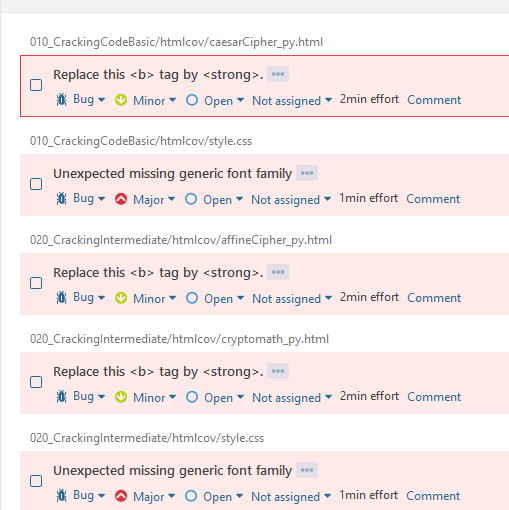 010_CrackingCodeBasic/htmlcov/caesarCipher_py.html
Replace this <b> tag by <strong>. •••
Bug Minor Open Not assigned 2min effort Comment
010_CrackingCodeBasic/htmlcov/style.css
Unexpected missing generic font family •••
Bug Major Open Not assigned 1min effort Comment
020_CrackingIntermediate/htmlcov/affineCipher_py.html
Replace this <b> tag by <strong>. •••
Bug Minor Open Not assigned 2min effort Comment
020_CrackingIntermediate/htmlcov/cryptomath_py.html
Replace this <b> tag by <strong>. •••
Bug Minor Open Not assigned 2min effort Comment
020_CrackingIntermediate/htmlcov/style.css
Unexpected missing generic font family •••
Bug Major Open Not assigned 1min effort Comment